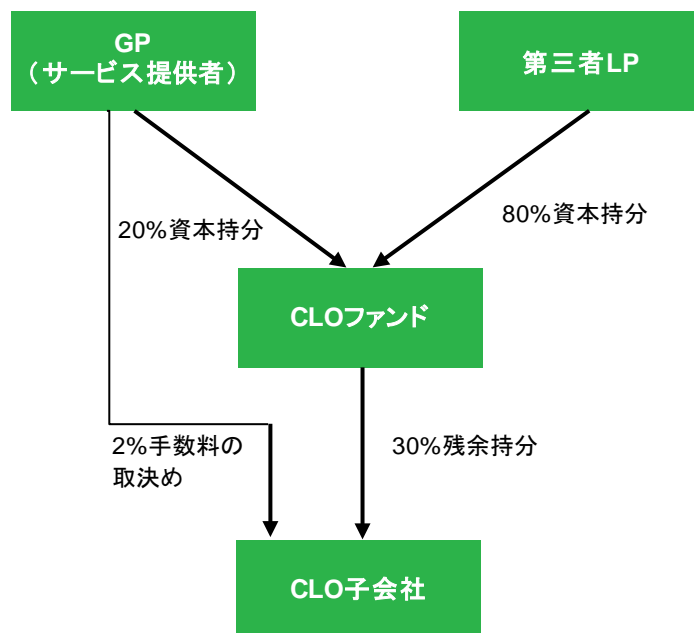 GP
（サービス提供者）
第三者LP
20%資本持分
80%資本持分
CLOファンド
2%手数料の
取決め
30%残余持分
CLO子会社